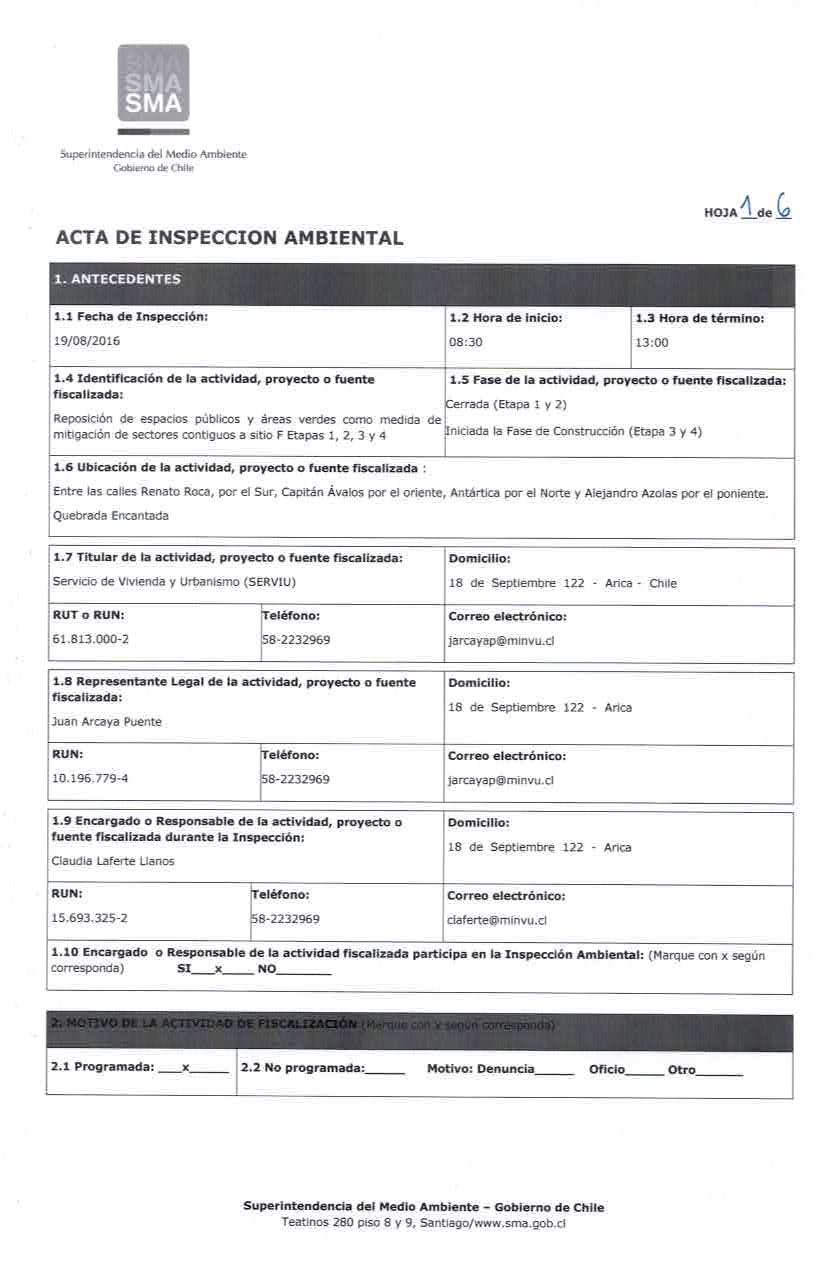 SMA
SMA
SMA
Superintendencia del Medio Ambiente
Gobierno de Chile
HOJA 1 de 6
ACTA DE INSPECCION AMBIENTAL
1. ANTECEDENTES
1.1 Fecha de Inspección:
19/08/2016
1.2 Hora de inicio:
08:30
1.3 Hora de término:
13:00
1.4 Identificación de la actividad, proyecto o fuente
fiscalizada:
Reposición de espacios públicos y áreas verdes como medida de
mitigación de sectores contiguos a sitio F Etapas 1, 2, 3 y 4
1.5 Fase de la actividad, proyecto o fuente fiscalizada:
Cerrada (Etapa 1 y 2)
Iniciada la Fase de Construcción (Etapa 3 y 4)
1.6 Ubicación de la actividad, proyecto o fuente fiscalizada :
Entre las calles Renato Roca, por el Sur, Capitán Ávalos por el oriente, Antártica por el Norte y Alejandro Azolas por el poniente.
Quebrada Encantada
1.7 Titular de la actividad, proyecto o fuente fiscalizada:
Servicio de Vivienda y Urbanismo (SERVIU)
Domicilio:
18 de Septiembre 122 - Arica - Chile
RUT o RUN:
61.813.000-2
Teléfono:
58-2232969
Correo electrónico:
jarcayap@minvu.cl
1.8 Representante Legal de la actividad, proyecto o fuente
fiscalizada:
Juan Arcaya Puente
Domicilio:
18 de Septiembre 122 - Arica
RUN:
10.196.779-4
Teléfono:
58-2232969
Correo electrónico:
jarcayap@minvu.cl
1.9 Encargado o Responsable de la actividad, proyecto o
fuente fiscalizada durante la Inspección:
Claudia Laferte Llanos
Domicilio:
18 de Septiembre 122 - Arica
RUN:
15.693.325-2
Teléfono:
58-2232969
Correo electrónico:
claferte@minvu.cl
1.10 Encargado o Responsable de la actividad fiscalizada participa en la Inspección Ambiental: (Marque con x según
corresponda) SI___x____ NO________
2. MOTIVO DE LA ACTIVIDAD DE FISCALIZACIÓN (Marque con x según corresponda)
2.1 Programada: ___x_____ 2.2 No programada:______ Motivo: Denuncia______ Oficio______ Otro_______
Superintendencia del Medio Ambiente – Gobierno de Chile
Teatinos 280 piso 8 y 9, Santiago/www.sma.gob.cl